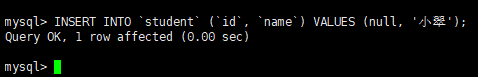 mysql> INSERT INTO `student` (`id`, `name`) VALUES (null, '小翠');
Query OK, 1 row affected (0.00 sec)
mysql>